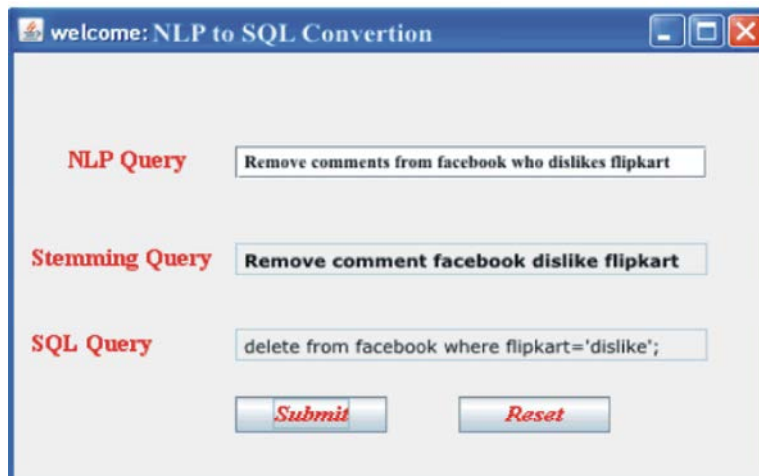 welcome: NLP to SQL Convertion
NLP Query Remove comments from facebook who dislikes flipkart
Stemming Query Remove comment facebook dislike flipkart
SQL Query delete from facebook where flipkart='dislike';
Submit Reset